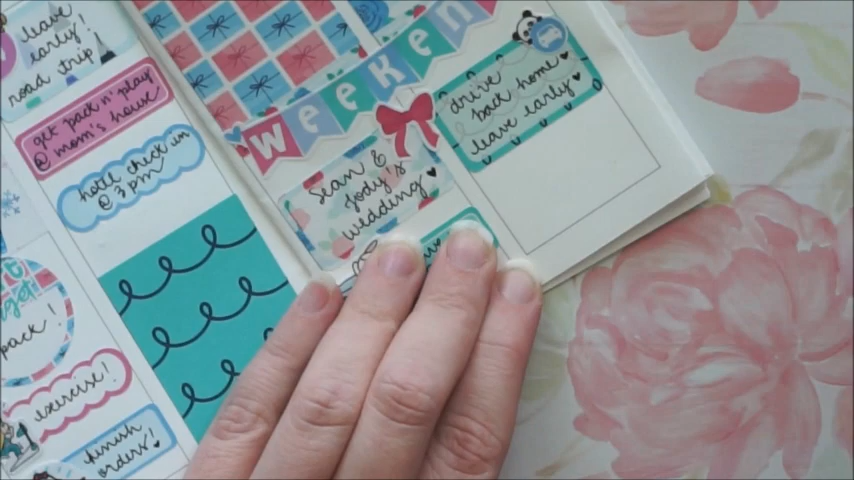 leave
early!
road trip!
get pack n' play
@ mom's house
hotel check in
@ 3 pm
pack!
exercise!
finish
orders!
weeken
Sean &
Jody's
wedding
drive
back home
leave early